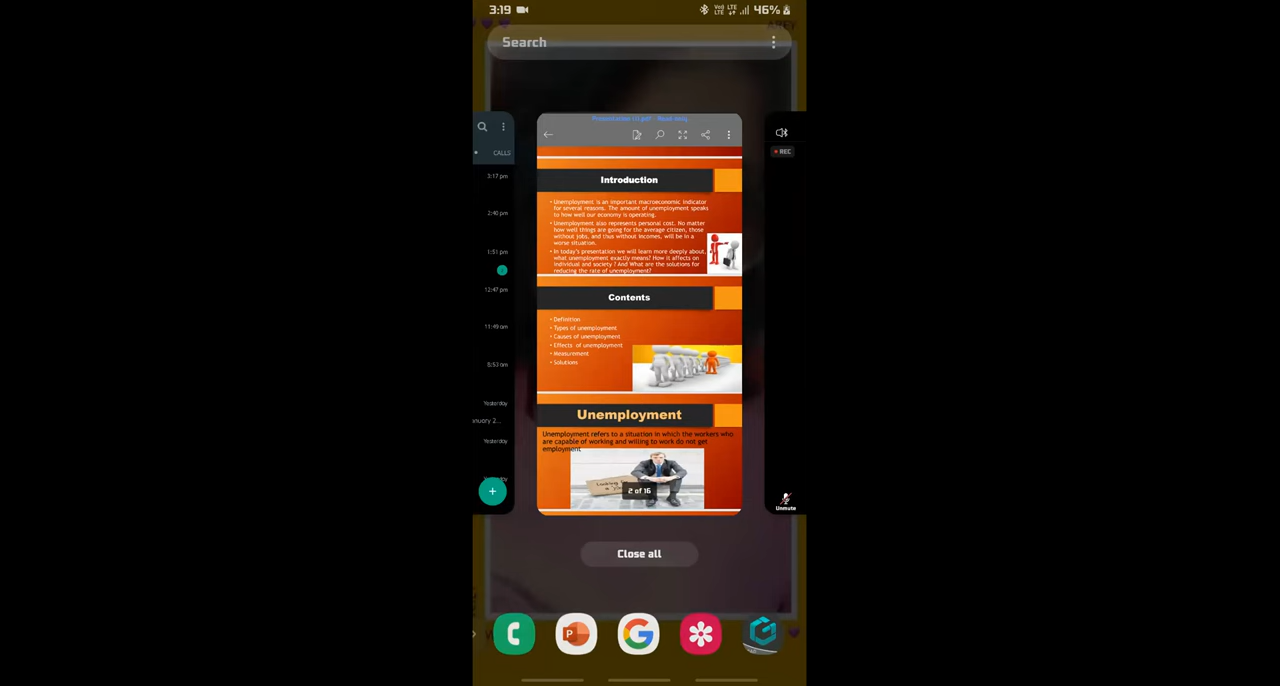 3:19
Voo) LTE
LTE
46%
Search
CALLS
3:17 pm
2:40 pm
1:51 pm
12:47 pm
11:49 am
8:53 am
Yesterday
anuary 2...
Yesterday
- Read only
Introduction
• Unemployment is an important macroeconomic indicator
for several reasons. The amount of unemployment speaks
to how well our economy is operating.
• Unemployment also represents personal cost. No matter
how well things are going for the average citizen, those
without jobs, and thus without incomes, will be in a
worse situation.
• In today's presentation we will learn more deeply about,
what unemployment exactly means? How it affects on
individual and society ? And What are the solutions for
reducing the rate of unemployment?
Contents
• Definition
• Types of unemployment
• Causes of unemployment
• Effects of unemployment
• Measurement
• Solutions
Unemployment
Unemployment refers to a situation in which the workers who
are capable of working and willing to work do not get
employment
2 of 16
REC
Unmute
Close all
P
G